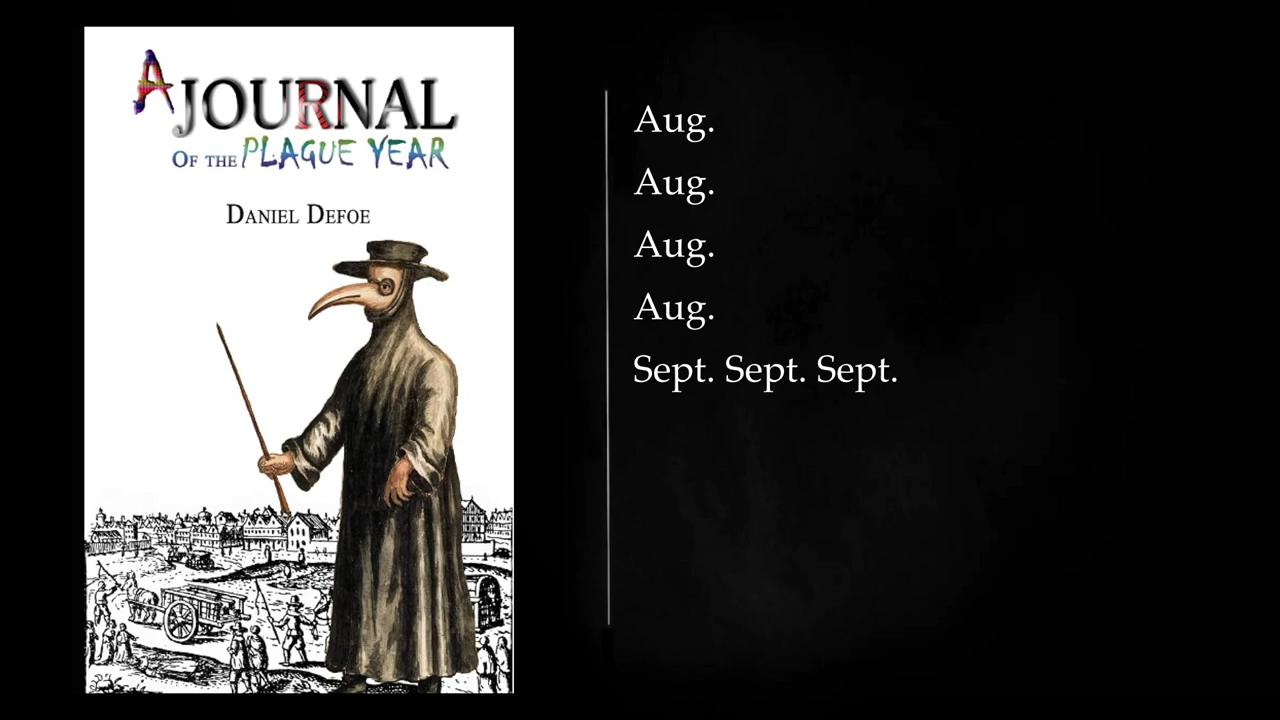 A JOURNAL
OF THE PLAGUE YEAR
DANIEL DEFOE
Aug.
Aug.
Aug.
Aug.
Sept. Sept. Sept.